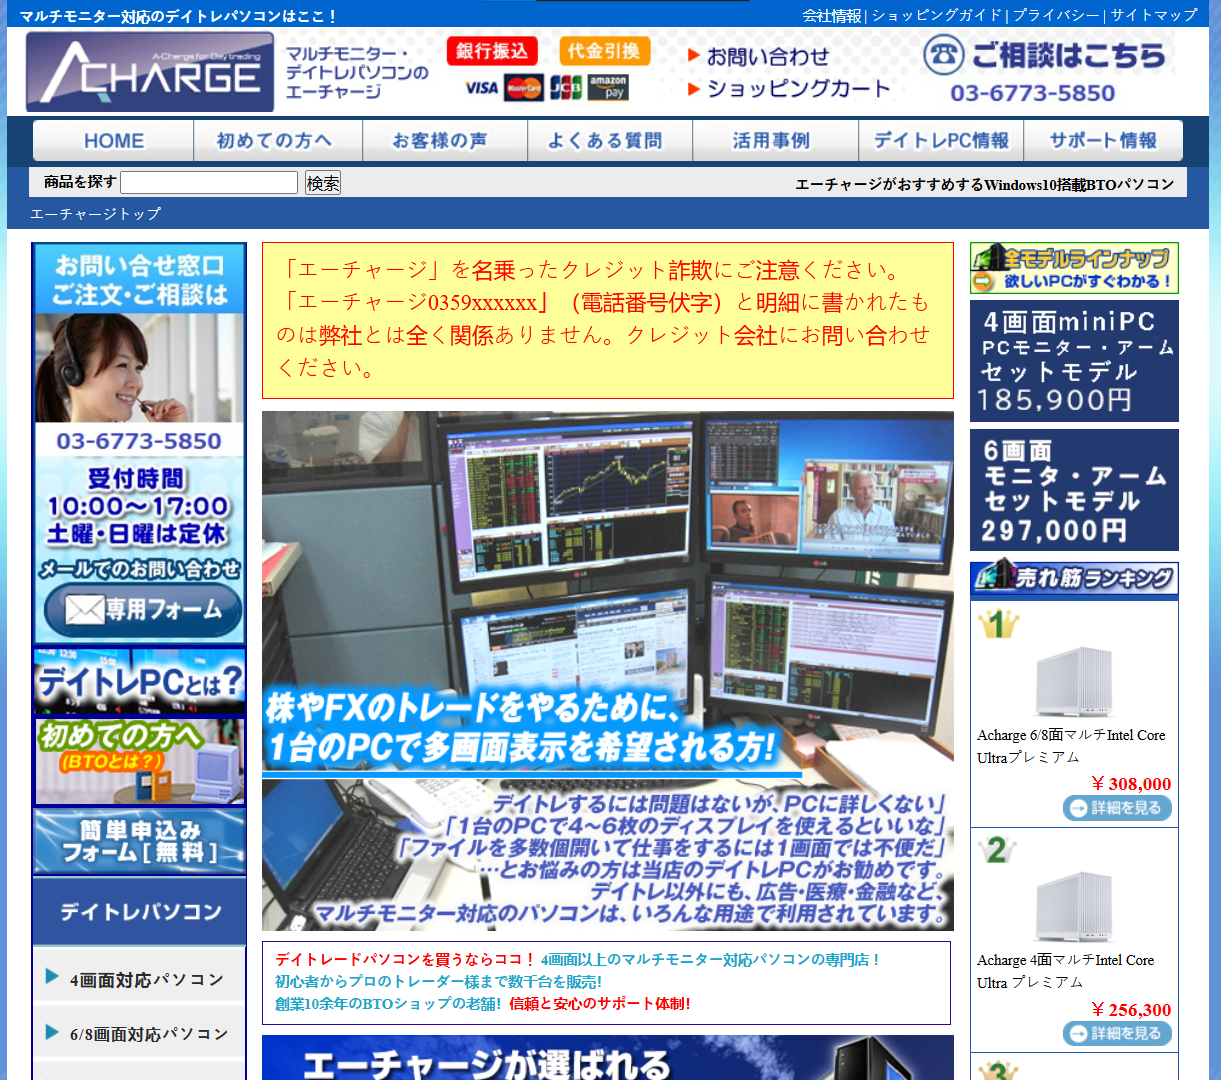 マルチモニター対応のデイトレパソコンはここ！
会社情報 | ショッピングガイド | プライバシー | サイトマップ
ACHARGE
A-Charge for Day trading
マルチモニター・
デイトレパソコンの
エーチャージ
銀行振込 代金引換
VISA MasterCard JCB amazon pay
お問い合わせ
ショッピングカート
ご相談はこちら
03-6773-5850
HOME 初めての方へ お客様の声 よくある質問 活用事例 デイトレPC情報 サポート情報
商品を探す 検索
エーチャージがおすすめするWindows10搭載BTOパソコン
エーチャージトップ
お問い合せ窓口
ご注文・ご相談は
03-6773-5850
受付時間
10:00～17:00
土曜・日曜は定休
メールでのお問い合わせ
専用フォーム
デイトレPCとは？
初めての方へ
(BTOとは？)
簡単申込み
フォーム[無料]
デイトレパソコン
4画面対応パソコン
6/8画面対応パソコン
「エーチャージ」を名乗ったクレジット詐欺にご注意ください。
「エーチャージ0359xxxxxx」（電話番号伏字）と明細に書かれたも
のは弊社とは全く関係ありません。クレジット会社にお問い合わせ
ください。
株やFXのトレードをやるために、
1台のPCで多画面表示を希望される方!
デイトレするには問題はないが、PCに詳しくない」
「1台のPCで4～6枚のディスプレイを使えるといいな」
「ファイルを多数個開いて仕事をするには1画面では不便だ」
…とお悩みの方は当店のデイトレPCがお勧めです。
デイトレ以外にも、広告・医療・金融など、
マルチモニター対応のパソコンは、いろんな用途で利用されています。
デイトレードパソコンを買うならココ！ 4画面以上のマルチモニター対応パソコンの専門店！
初心者からプロのトレーダー様まで数千台を販売！
創業10余年のBTOショップの老舗！信頼と安心のサポート体制！
エーチャージが選ばれる
全モデルラインナップ
欲しいPCがすぐわかる！
4画面miniPC
PCモニター・アーム
セットモデル
185,900円
6画面
モニタ・アーム
セットモデル
297,000円
売れ筋ランキング
1
Acharge 6/8面マルチIntel Core
Ultraプレミアム
￥308,000
詳細を見る
2
Acharge 4面マルチIntel Core
Ultra プレミアム
￥256,300
詳細を見る
3